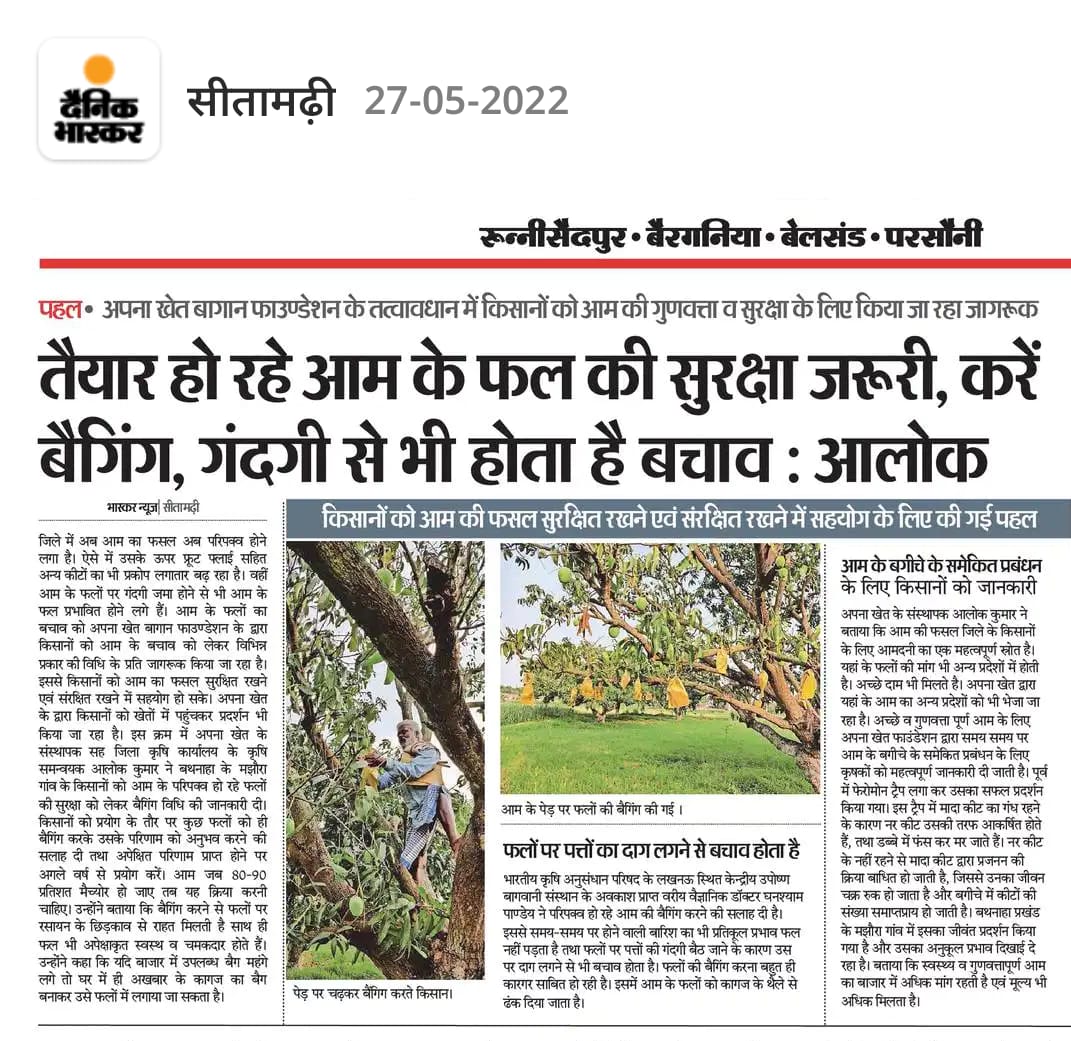 दैनिक
भास्कर
सीतामढ़ी 27-05-2022
रून्नीसैदपुर • बैरगनिया • बेलसंड • परसौनी
पहल • अपना खेत बागान फाउण्डेशन के तत्वावधान में किसानों को आम की गुणवत्ता व सुरक्षा के लिए किया जा रहा जागरूक
तैयार हो रहे आम के फल की सुरक्षा जरूरी, करें
बैगिंग, गंदगी से भी होता है बचाव : आलोक
भास्कर न्यूज | सीतामढ़ी
जिले में अब आम का फसल अब परिपक्व होने
लगा है। ऐसे में उसके ऊपर फ्रूट फ्लाई सहित
अन्य कीटों का भी प्रकोप लगातार बढ़ रहा है। वहीं
आम के फलों पर गंदगी जमा होने से भी आम के
फल प्रभावित होने लगे हैं। आम के फलों का
बचाव को अपना खेत बागान फाउण्डेशन के द्वारा
किसानों को आम के बचाव को लेकर विभिन्न
प्रकार की विधि के प्रति जागरूक किया जा रहा है।
इससे किसानों को आम का फसल सुरक्षित रखने
एवं संरक्षित रखने में सहयोग हो सके। अपना खेत
के द्वारा किसानों को खेतों में पहुंचकर प्रदर्शन भी
किया जा रहा है। इस क्रम में अपना खेत के
संस्थापक सह जिला कृषि कार्यालय के कृषि
समन्वयक आलोक कुमार ने बथनाहा के मझौरा
गांव के किसानों को आम के परिपक्व हो रहे फलों
की सुरक्षा को लेकर बैगिंग विधि की जानकारी दी।
किसानों को प्रयोग के तौर पर कुछ फलों को ही
बैगिंग करके उसके परिणाम को अनुभव करने की
सलाह दी तथा अपेक्षित परिणाम प्राप्त होने पर
अगले वर्ष से प्रयोग करें। आम जब 80-90
प्रतिशत मैच्योर हो जाए तब यह क्रिया करनी
चाहिए। उन्होंने बताया कि बैगिंग करने से फलों पर
रसायन के छिड़काव से राहत मिलती है साथ ही
फल भी अपेक्षाकृत स्वस्थ व चमकदार होते हैं।
उन्होंने कहा कि यदि बाजार में उपलब्ध बैग महंगे
लगे तो घर में ही अखबार के कागज का बैग
बनाकर उसे फलों में लगाया जा सकता है।
किसानों को आम की फसल सुरक्षित रखने एवं संरक्षित रखने में सहयोग के लिए की गई पहल
पेड़ पर चढ़कर बैंगिंग करते किसान।
आम के पेड़ पर फलों की बैगिंग की गई ।
फलों पर पत्तों का दाग लगने से बचाव होता है
भारतीय कृषि अनुसंधान परिषद के लखनऊ स्थित केन्द्रीय उपोष्ण
बागवानी संस्थान के अवकाश प्राप्त वरीय वैज्ञानिक डॉक्टर घनश्याम
पाण्डेय ने परिपक्व हो रहे आम की बैगिंग करने की सलाह दी है।
इससे समय-समय पर होने वाली बारिश का भी प्रतिकूल प्रभाव फल
नहीं पड़ता है तथा फलों पर पत्तों की गंदगी बैठ जाने के कारण उस
पर दाग लगने से भी बचाव होता है। फलों की बैगिंग करना बहुत ही
कारगर साबित हो रही है। इसमें आम के फलों को कागज के थैले से
ढंक दिया जाता है।
आम के बगीचे के समेकित प्रबंधन
के लिए किसानों को जानकारी
अपना खेत के संस्थापक आलोक कुमार ने
बताया कि आम की फसल जिले के किसानों
के लिए आमदनी का एक महत्वपूर्ण स्रोत है।
यहां के फलों की मांग भी अन्य प्रदेशों में होती
है। अच्छे दाम भी मिलते है। अपना खेत द्वारा
यहां के आम का अन्य प्रदेशों को भी भेजा जा
रहा है। अच्छे व गुणवत्ता पूर्ण आम के लिए
अपना खेत फाउंडेशन द्वारा समय समय पर
आम के बगीचे के समेकित प्रबंधन के लिए
कृषकों को महत्वपूर्ण जानकारी दी जाती है। पूर्व
में फेरोमोन ट्रैप लगा कर उसका सफल प्रदर्शन
किया गया। इस ट्रैप में मादा कीट का गंध रहने
के कारण नर कीट उसकी तरफ आकर्षित होते
हैं, तथा डब्बे में फंस कर मर जाते हैं। नर कीट
के नहीं रहने से मादा कीट द्वारा प्रजनन की
क्रिया बाधित हो जाती है, जिससे उनका जीवन
चक्र रुक हो जाता है और बगीचे में कीटों की
संख्या समाप्तप्राय हो जाती है। बथनाहा प्रखंड
के मझौरा गांव में इसका जीवंत प्रदर्शन किया
गया है और उसका अनुकूल प्रभाव दिखाई दे
रहा है। बताया कि स्वस्थ्य व गुणवत्तापूर्ण आम
का बाजार में अधिक मांग रहती है एवं मूल्य भी
अधिक मिलता है।